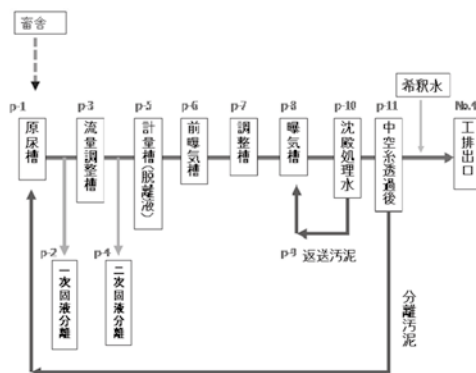 畜舎
希釈水
p-1
p-3
p-5
p-6
p-7
p-8
p-10
p-11
No.4
原尿槽
流量調整槽
計量槽(脱離液)
前曝気槽
調整槽
曝気槽
沈殿処理水
中空糸透過後
工排出口
p-2
一次固液分離
p-4
二次固液分離
p-9 返送汚泥
分離汚泥